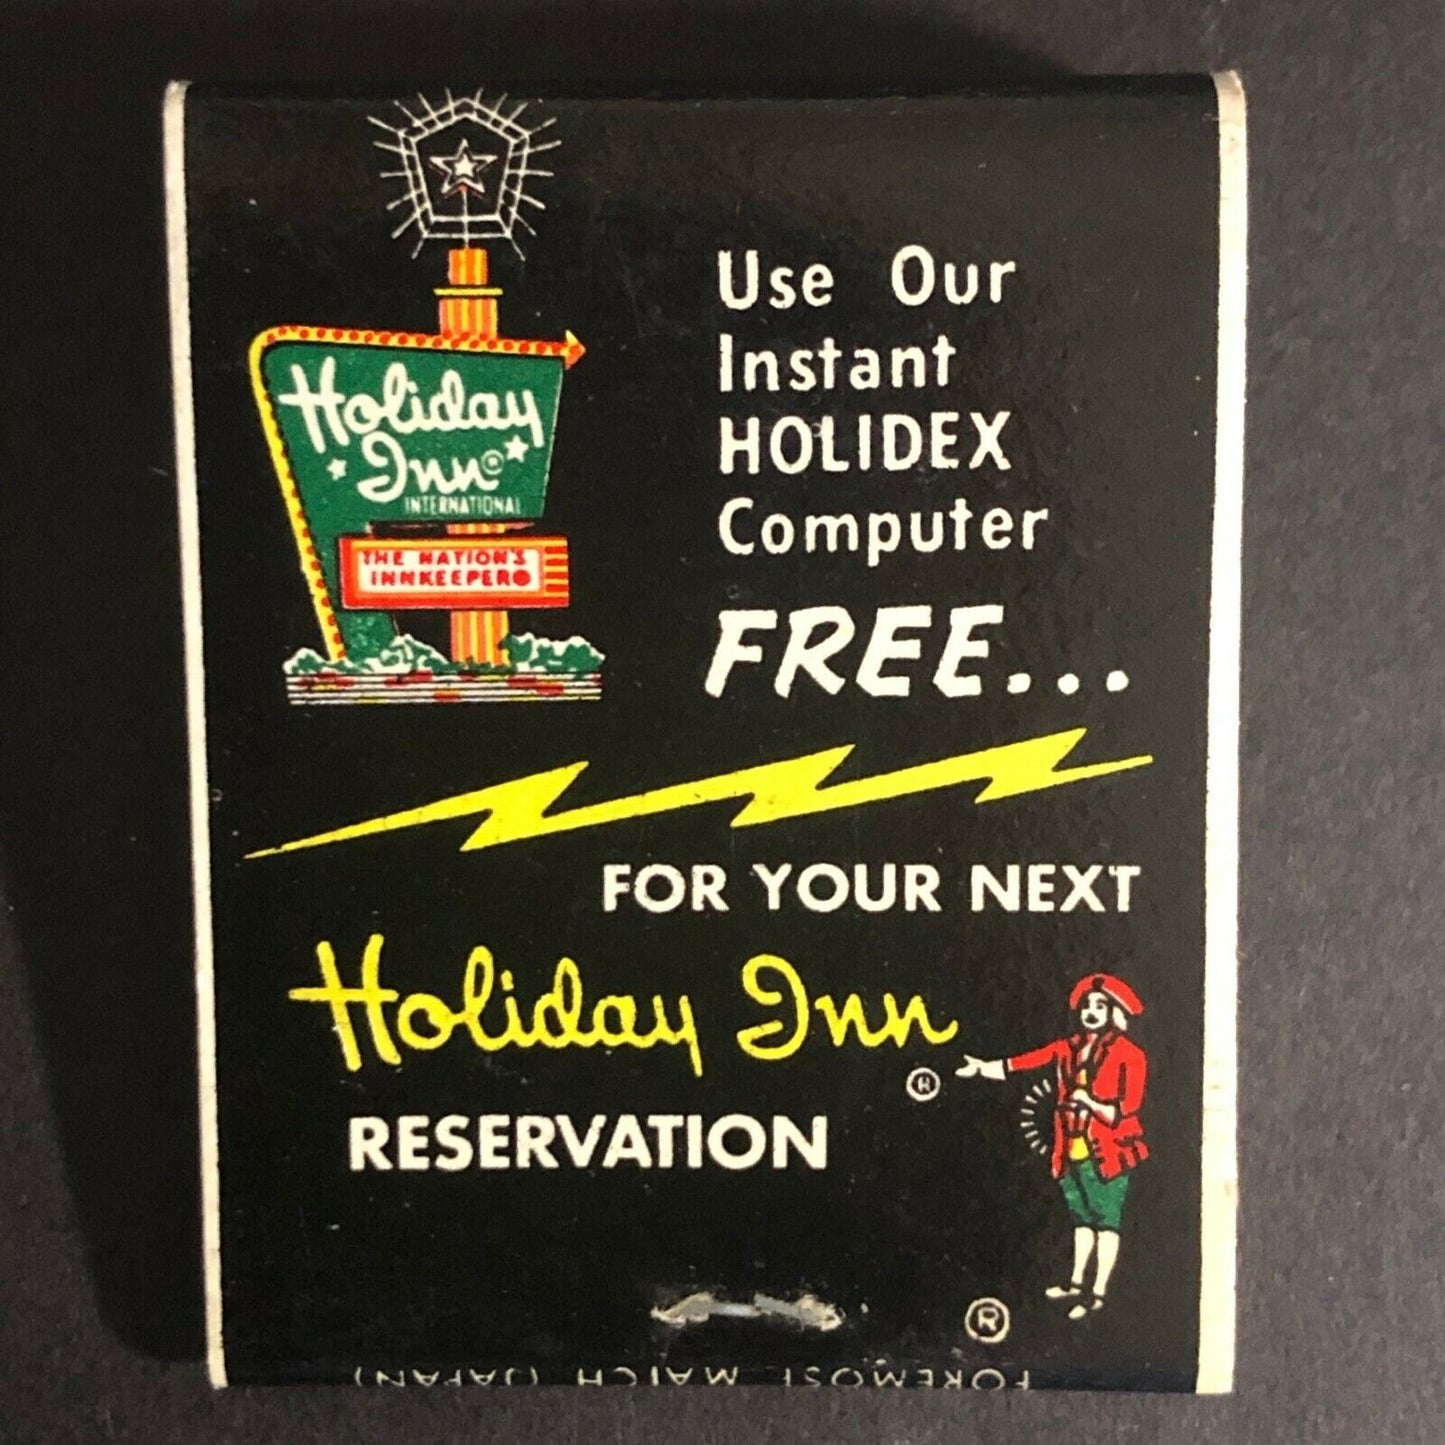 Holiday
Inn®
INTERNATIONAL
THE NATION'S
INNKEEPER
Use Our
Instant
HOLIDEX
Computer
FREE...
FOR YOUR NEXT
Holiday Inn
®
RESERVATION
®
FOREMOST MATCH (JAPAN)